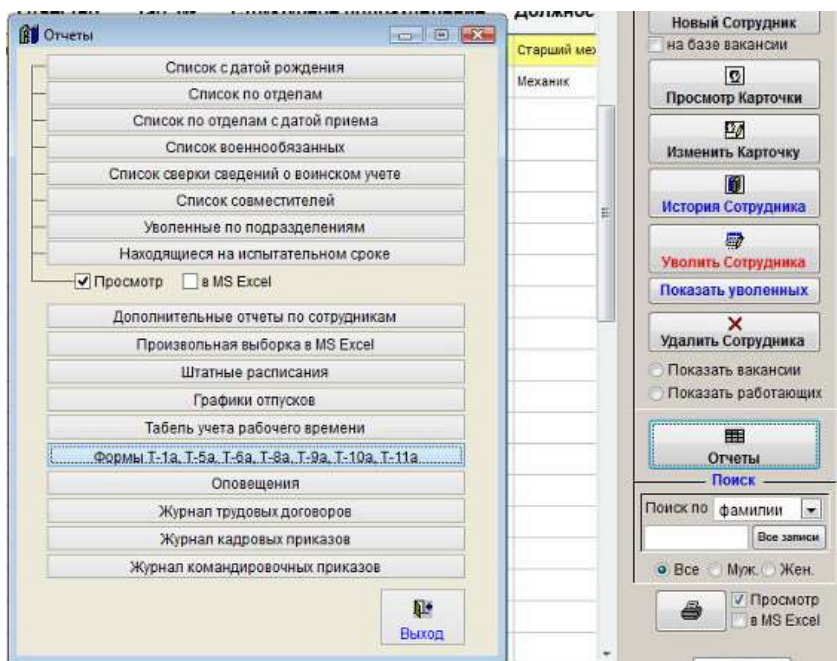 Должнос
Отчеты
Список с датой рождения
Список по отделам
Список по отделам с датой приема
Список военнообязанных
Список сверки сведений о воинском учете
Список совместителей
Уволенные по подразделениям
Находящиеся на испытательном сроке
Просмотр в MS Excel
Дополнительные отчеты по сотрудникам
Произвольная выборка в MS Excel
Штатные расписания
Графики отпусков
Табель учета рабочего времени
Формы Т-1а, Т-5а, Т-6а, Т-8а, Т-9а, Т-10а, Т-11а
Оповещения
Журнал трудовых договоров
Журнал кадровых приказов
Журнал командировочных приказов
Выход
Старший мех
Механик
Новый Сотрудник
на базе вакансии
Просмотр Карточки
Изменить Карточку
История Сотрудника
Уволить Сотрудника
Показать уволенных
Удалить Сотрудника
Показать вакансии
Показать работающих
Отчеты
Поиск
Поиск по фамилии
Все записи
Все Муж. Жен.
Просмотр
в MS Excel